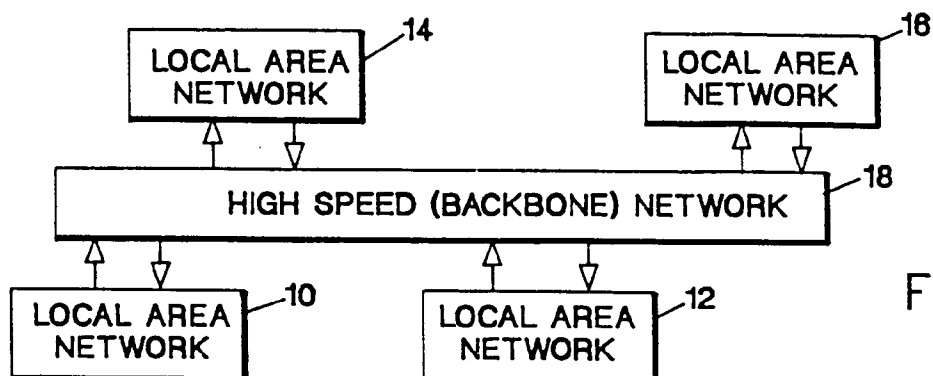 14
LOCAL AREA
NETWORK
16
LOCAL AREA
NETWORK
18
HIGH SPEED (BACKBONE) NETWORK
10
LOCAL AREA
NETWORK
12
LOCAL AREA
NETWORK
F